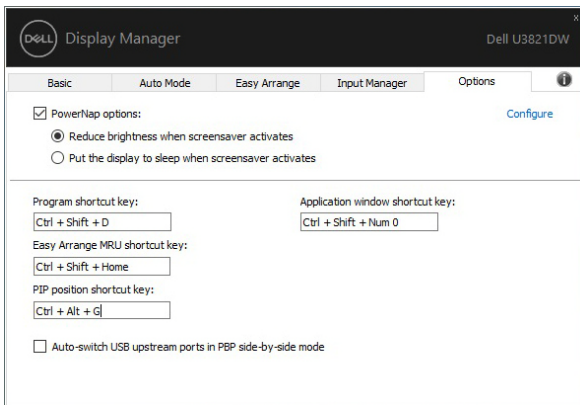 DELL Display Manager
Dell U3821DW
x
Basic Auto Mode Easy Arrange Input Manager Options i
PowerNap options:
Configure
Reduce brightness when screensaver activates
Put the display to sleep when screensaver activates
Program shortcut key:
Application window shortcut key:
Ctrl + Shift + D
Ctrl + Shift + Num 0
Easy Arrange MRU shortcut key:
Ctrl + Shift + Home
PIP position shortcut key:
Ctrl + Alt + G
Auto-switch USB upstream ports in PBP side-by-side mode